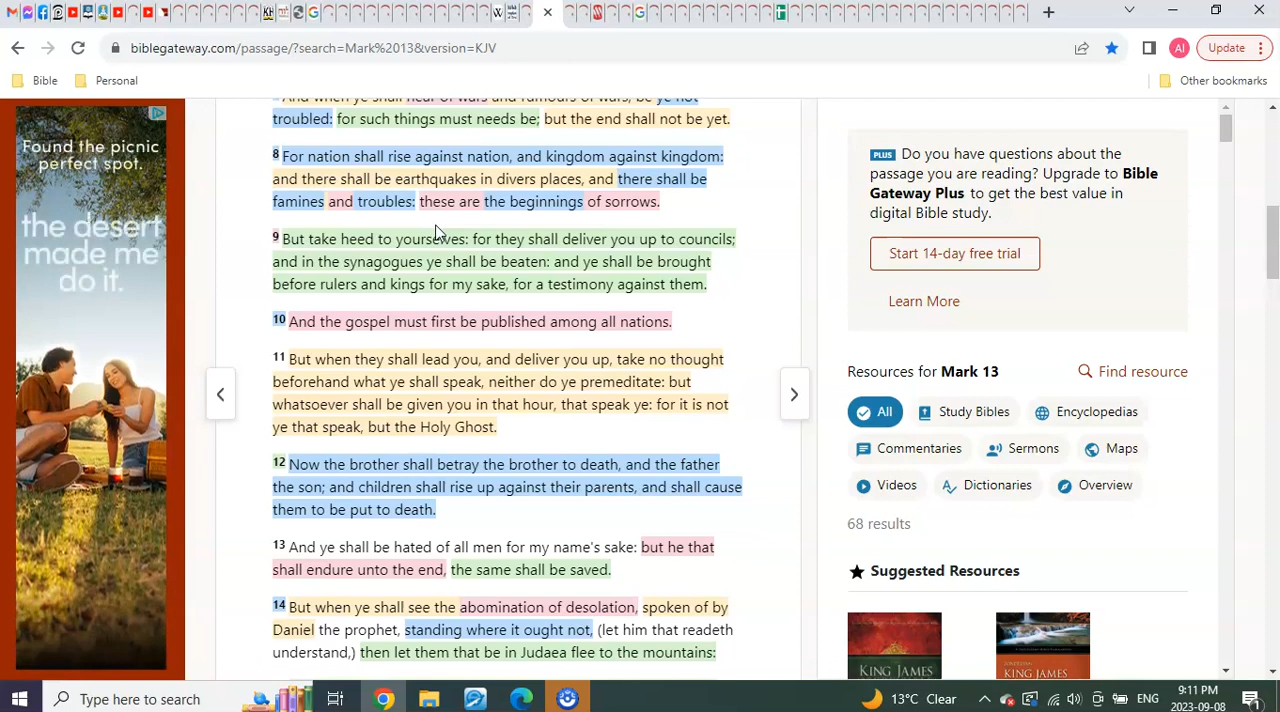 biblegateway.com/passage/?search=Mark%2013&version=KJV
Update
Bible
Personal
Other bookmarks
Found the picnic
perfect spot.
the desert
made me
do it.
And when ye shall hear of wars and rumours of wars, be ye not
troubled: for such things must needs be; but the end shall not be yet.
8 For nation shall rise against nation, and kingdom against kingdom:
and there shall be earthquakes in divers places, and there shall be
famines and troubles: these are the beginnings of sorrows.
9 But take heed to yourselves: for they shall deliver you up to councils;
and in the synagogues ye shall be beaten: and ye shall be brought
before rulers and kings for my sake, for a testimony against them.
10 And the gospel must first be published among all nations.
11 But when they shall lead you, and deliver you up, take no thought
beforehand what ye shall speak, neither do ye premeditate: but
whatsoever shall be given you in that hour, that speak ye: for it is not
ye that speak, but the Holy Ghost.
12 Now the brother shall betray the brother to death, and the father
the son; and children shall rise up against their parents, and shall cause
them to be put to death.
13 And ye shall be hated of all men for my name's sake: but he that
shall endure unto the end, the same shall be saved.
14 But when ye shall see the abomination of desolation, spoken of by
Daniel the prophet, standing where it ought not, (let him that readeth
understand,) then let them that be in Judaea flee to the mountains:
PLUS Do you have questions about the
passage you are reading? Upgrade to Bible
Gateway Plus to get the best value in
digital Bible study.
Start 14-day free trial
Learn More
Resources for Mark 13
Find resource
All
Study Bibles
Encyclopedias
Commentaries
Sermons
Maps
Videos
Dictionaries
Overview
68 results
Suggested Resources
KING JAMES
KING JAMES
Type here to search
13°C Clear
ENG
9:11 PM
2023-09-08
1